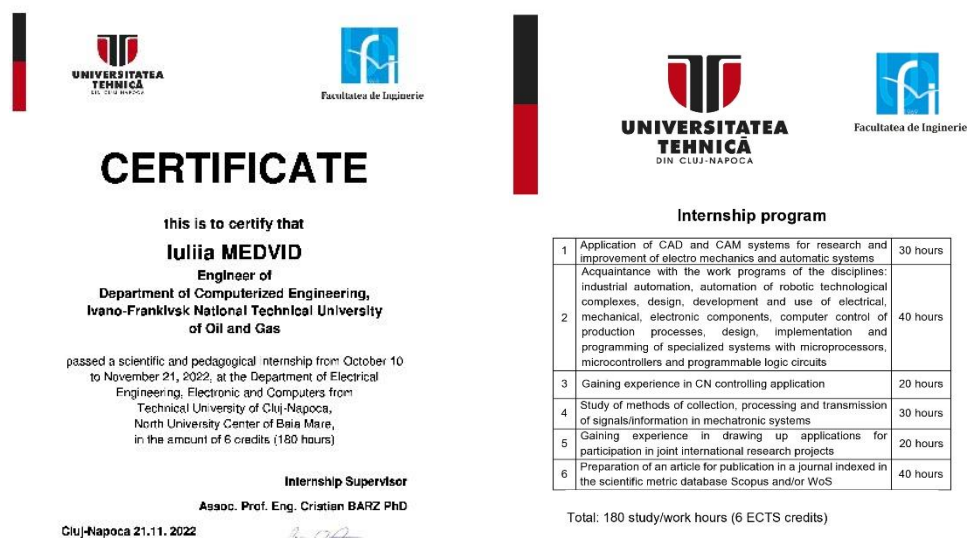 UNIVERSITATEA
TEHNICĂ
DIN CLUJ-NAPOCA
Facultatea de Inginerie
CERTIFICATE
this is to certify that
Iuliia MEDVID
Engineer of
Department of Computerized Engineering,
Ivano-Frankivsk National Technical University
of Oil and Gas
passed a scientific and pedagogical internship from October 10
to November 21, 2022, at the Department of Electrical
Engineering, Electronic and Computers from
Technical University of Cluj-Napoca,
North University Center of Baia Mare,
in the amount of 6 credits (180 hours)
Internship Supervisor
Assoc. Prof. Eng. Cristian BARZ PhD
Cluj-Napoca 21.11. 2022
UNIVERSITATEA
TEHNICĂ
DIN CLUJ-NAPOCA
Facultatea de Inginerie
Internship program
1 Application of CAD and CAM systems for research and
improvement of electro mechanics and automatic systems 30 hours
2 Acquaintance with the work programs of the disciplines:
industrial automation, automation of robotic technological
complexes, design, development and use of electrical,
mechanical, electronic components, computer control of 40 hours
production processes, design, implementation and
programming of specialized systems with microprocessors,
microcontrollers and programmable logic circuits
3 Gaining experience in CN controlling application 20 hours
4 Study of methods of collection, processing and transmission
of signals/information in mechatronic systems 30 hours
5 Gaining experience in drawing up applications for
participation in joint international research projects 20 hours
6 Preparation of an article for publication in a journal indexed in
the scientific metric database Scopus and/or WoS 40 hours
Total: 180 study/work hours (6 ECTS credits)